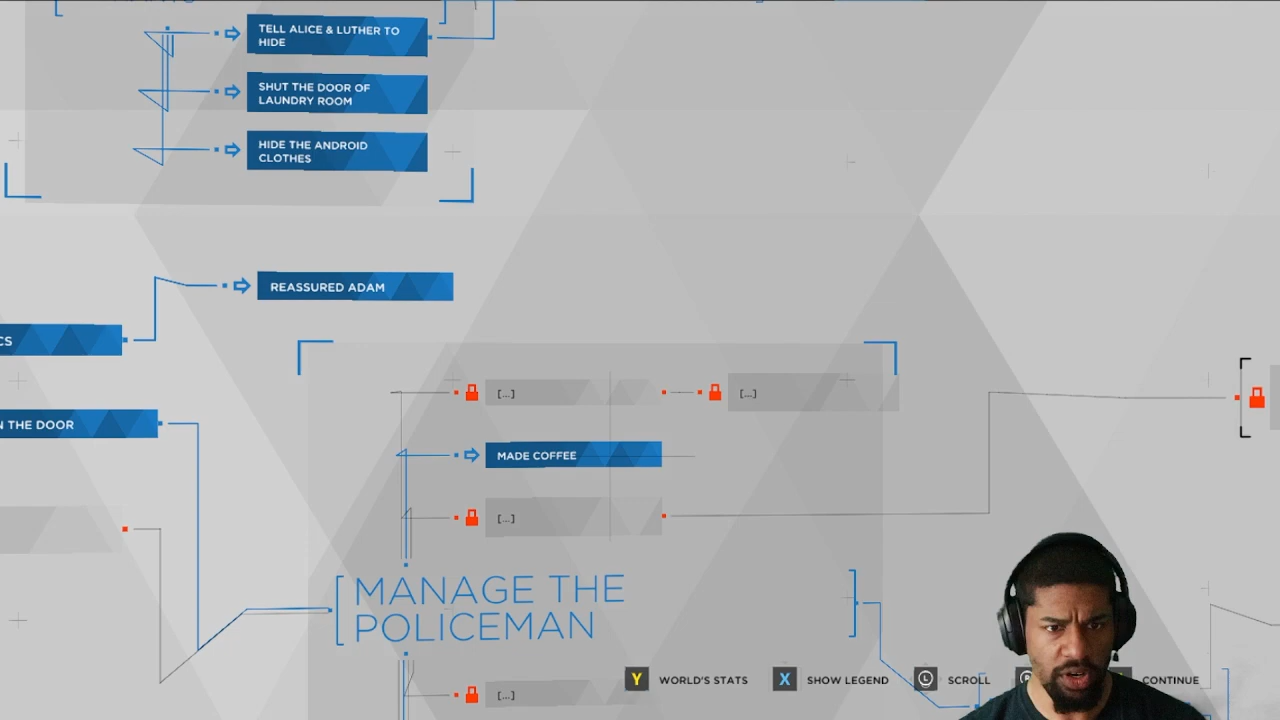 TELL ALICE & LUTHER TO
HIDE
SHUT THE DOOR OF
LAUNDRY ROOM
HIDE THE ANDROID
CLOTHES
REASSURED ADAM
CS
N THE DOOR
[...]
[...]
MADE COFFEE
[...]
MANAGE THE
POLICEMAN
[...]
Y WORLD'S STATS X SHOW LEGEND L SCROLL R CONTINUE